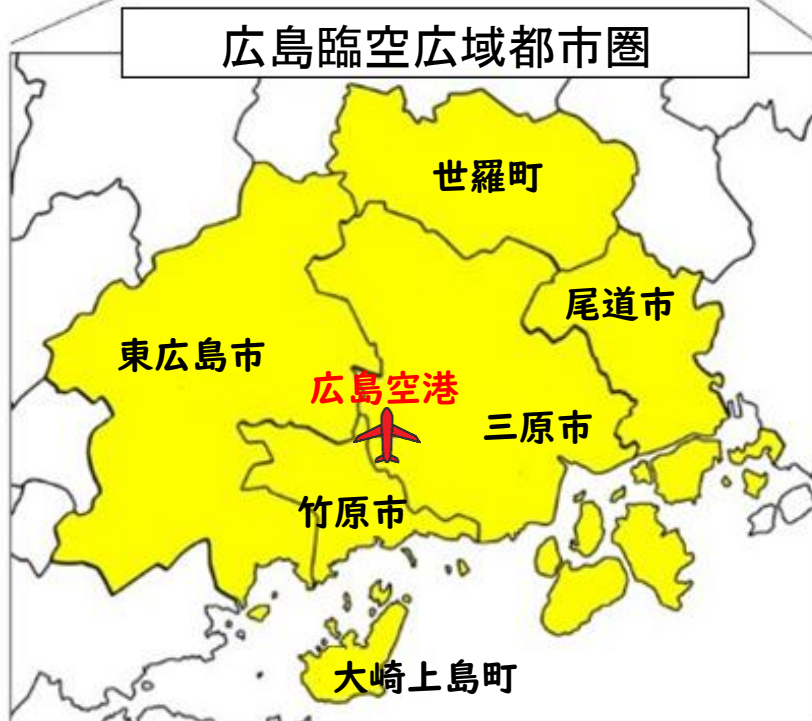 広島臨空広域都市圏
世羅町
尾道市
東広島市
広島空港
三原市
竹原市
大崎上島町